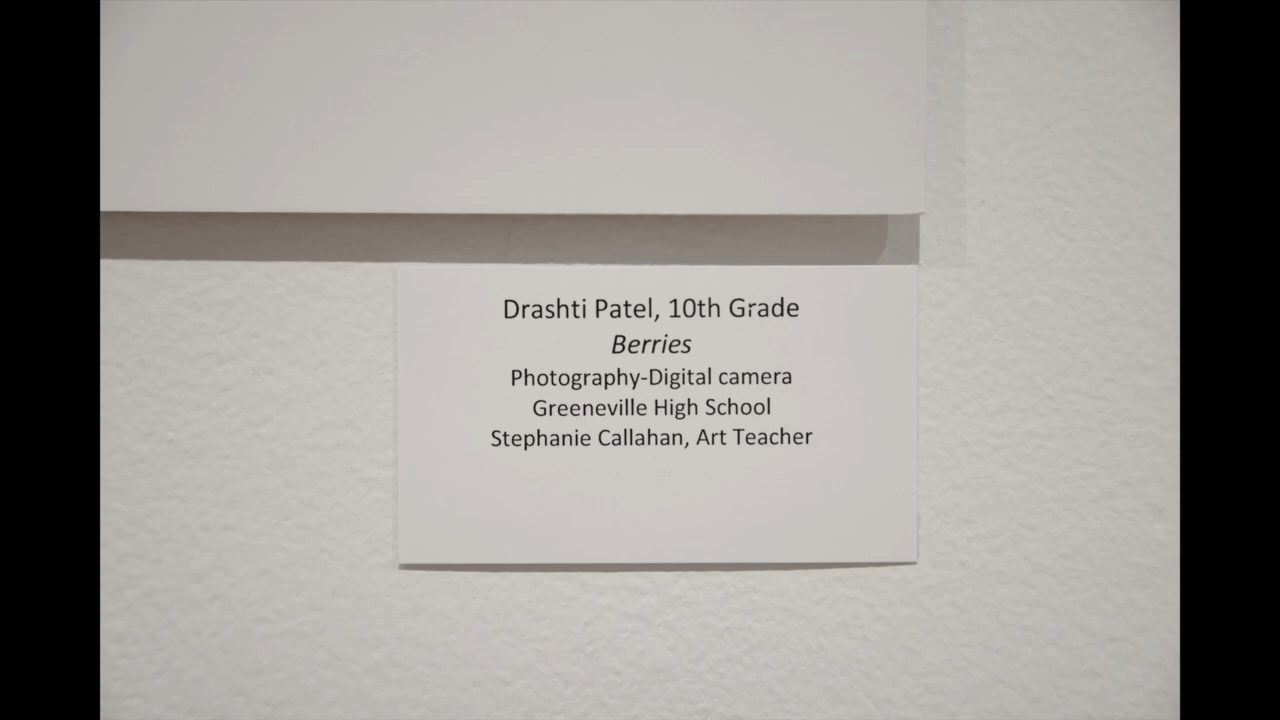 Drashti Patel, 10th Grade
Berries
Photography-Digital camera
Greeneville High School
Stephanie Callahan, Art Teacher